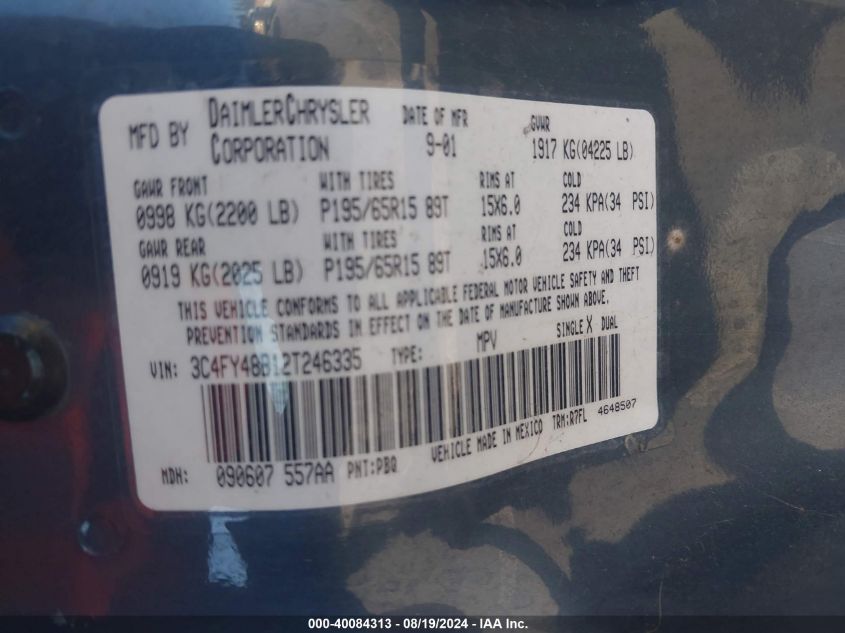 MFD BY DAIMLERCHRYSLER CORPORATION DATE OF MFR 9-01 GVWR 1917 KG(04225 LB)
GAWR FRONT WITH TIRES RIMS AT COLD
0998 KG(2200 LB) P195/65R15 89T 15X6.0 234 KPA(34 PSI)
GAWR REAR WITH TIRES RIMS AT COLD
0919 KG(2025 LB) P195/65R15 89T 15X6.0 234 KPA(34 PSI)
THIS VEHICLE CONFORMS TO ALL APPLICABLE FEDERAL MOTOR VEHICLE SAFETY AND THEFT
PREVENTION STANDARDS IN EFFECT ON THE DATE OF MANUFACTURE SHOWN ABOVE.
VIN: 3C4FY48B12T246335 TYPE: MPV SINGLE X DUAL
MDH: 090607 557AA PNT:PBQ VEHICLE MADE IN MEXICO TRM:R7FL 4648507
000-40084313 - 08/19/2024 - IAA Inc.